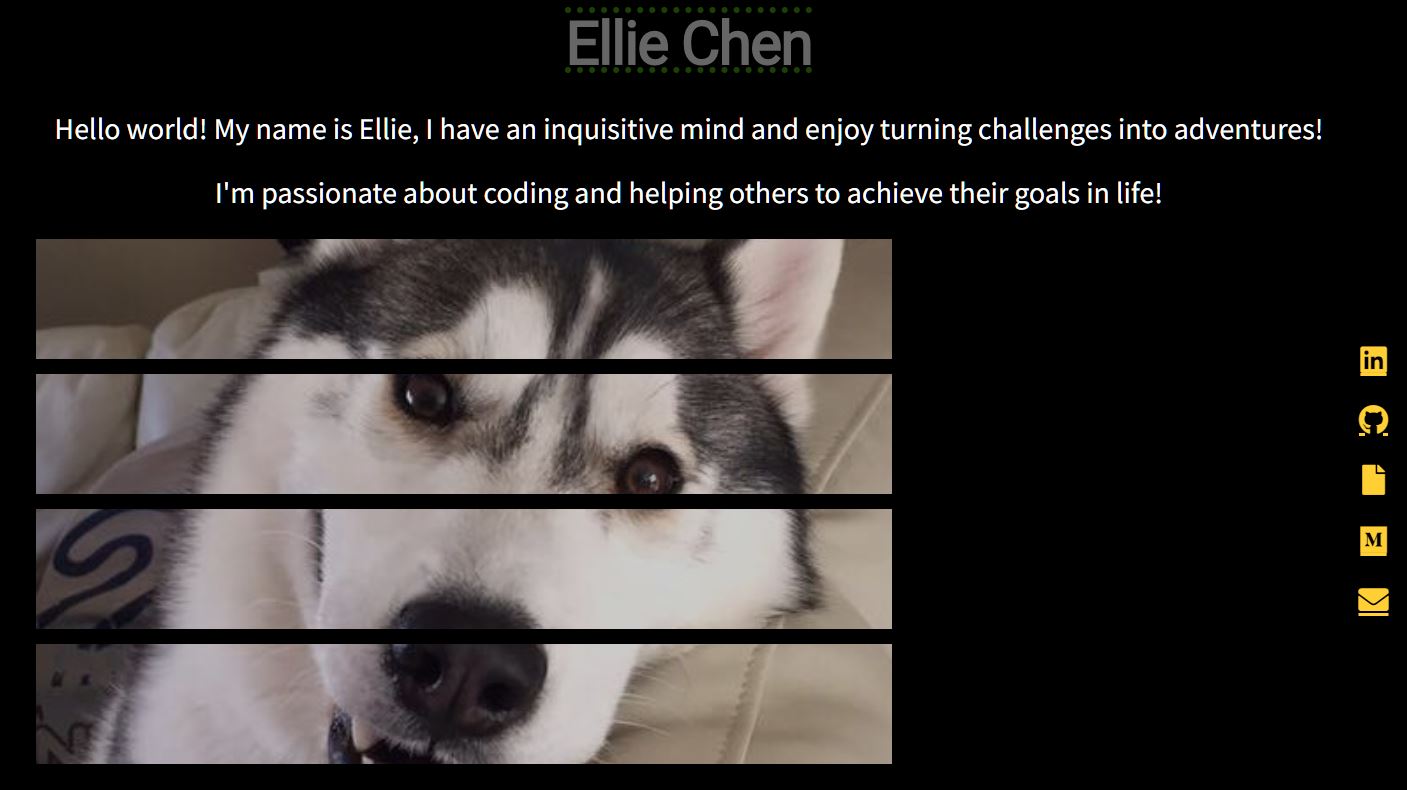 Ellie Chen
Hello world! My name is Ellie, I have an inquisitive mind and enjoy turning challenges into adventures!
I'm passionate about coding and helping others to achieve their goals in life!
in
M